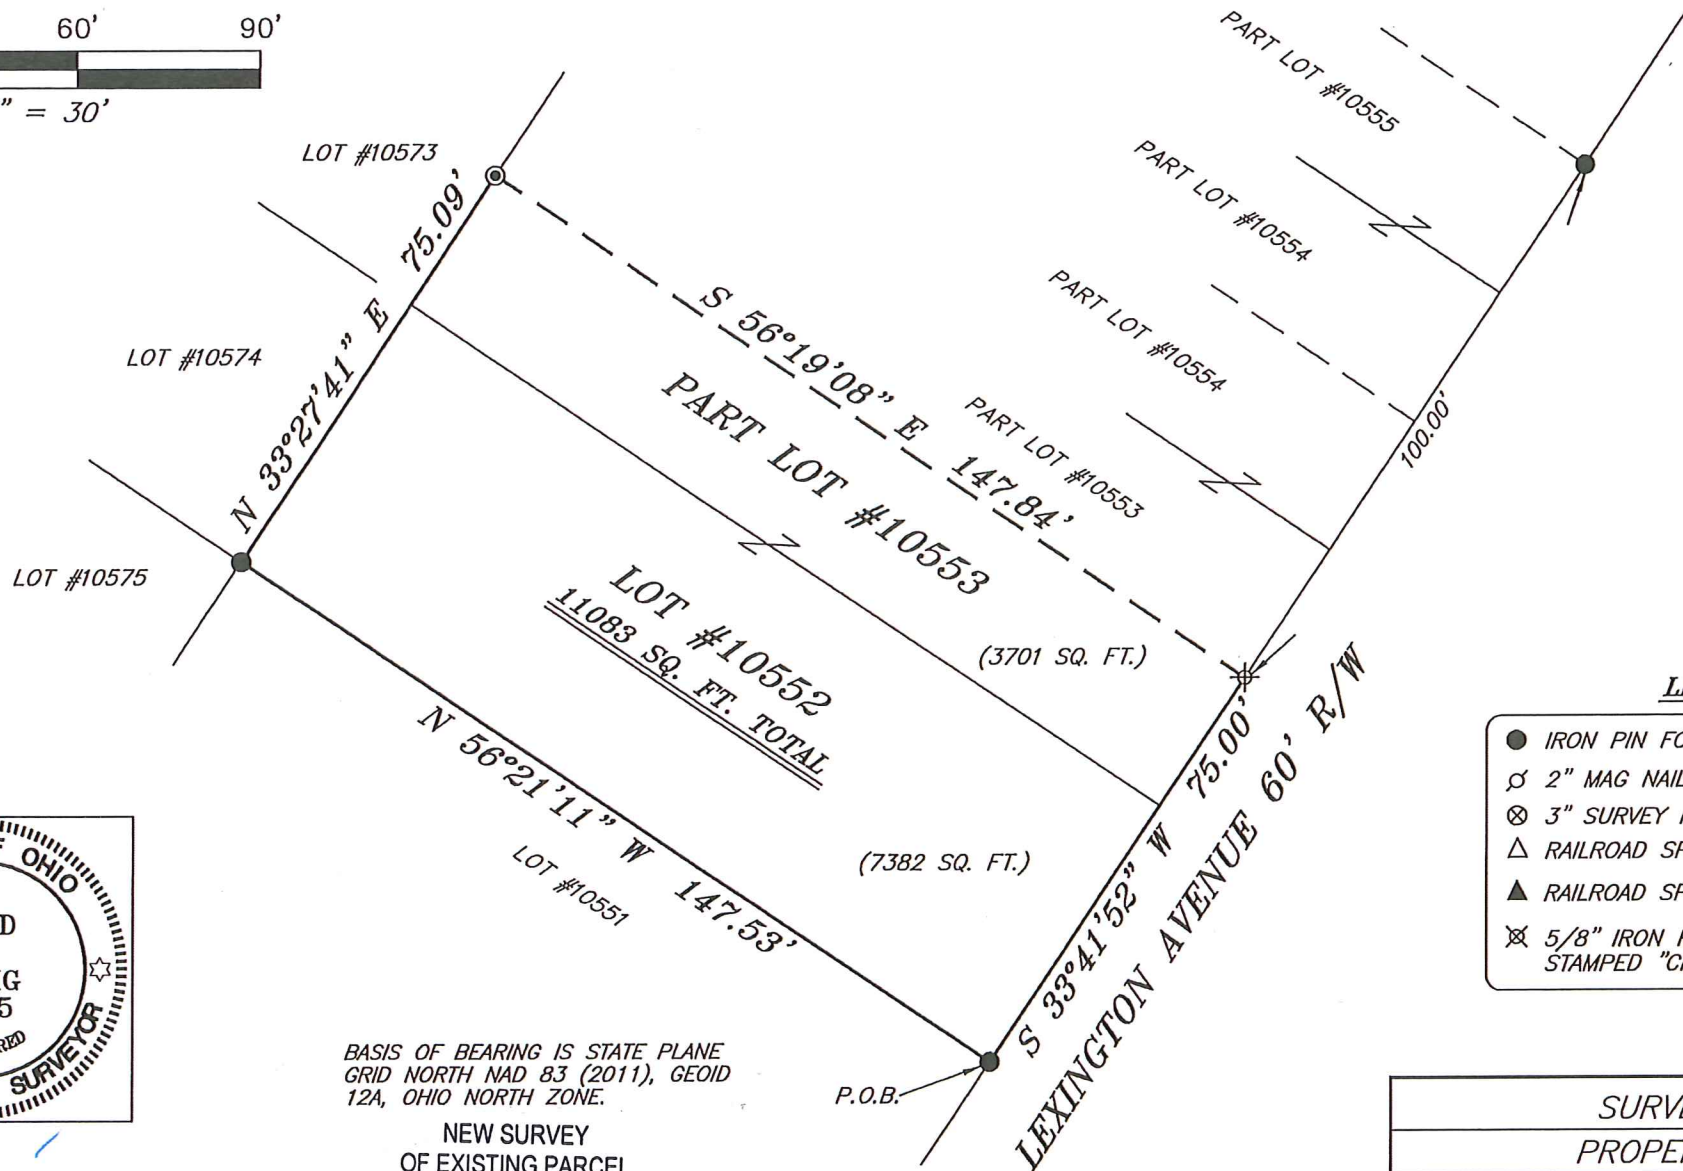 60' 90'
" = 30'
LOT #10573
LOT #10574
LOT #10575
N 33°27'41" E 75.09'
S 56°19'08" E 147.84'
PART LOT #10553
LOT #10552
11083 SQ. FT. TOTAL
(3701 SQ. FT.)
(7382 SQ. FT.)
N 56°21'11" W 147.53'
LOT #10551
S 33°41'52" W 75.00'
LEXINGTON AVENUE 60' R/W
PART LOT #10555
PART LOT #10554
PART LOT #10554
PART LOT #10553
100.00'
P.O.B.
IRON PIN
2" MAG NAIL
3" SURVEY
RAILROAD
RAILROAD
5/8" IRON
STAMPED
OHIO
SURVEYOR
BASIS OF BEARING IS STATE PLANE
GRID NORTH NAD 83 (2011), GEOID
12A, OHIO NORTH ZONE.
NEW SURVEY
OF EXISTING PARCEL